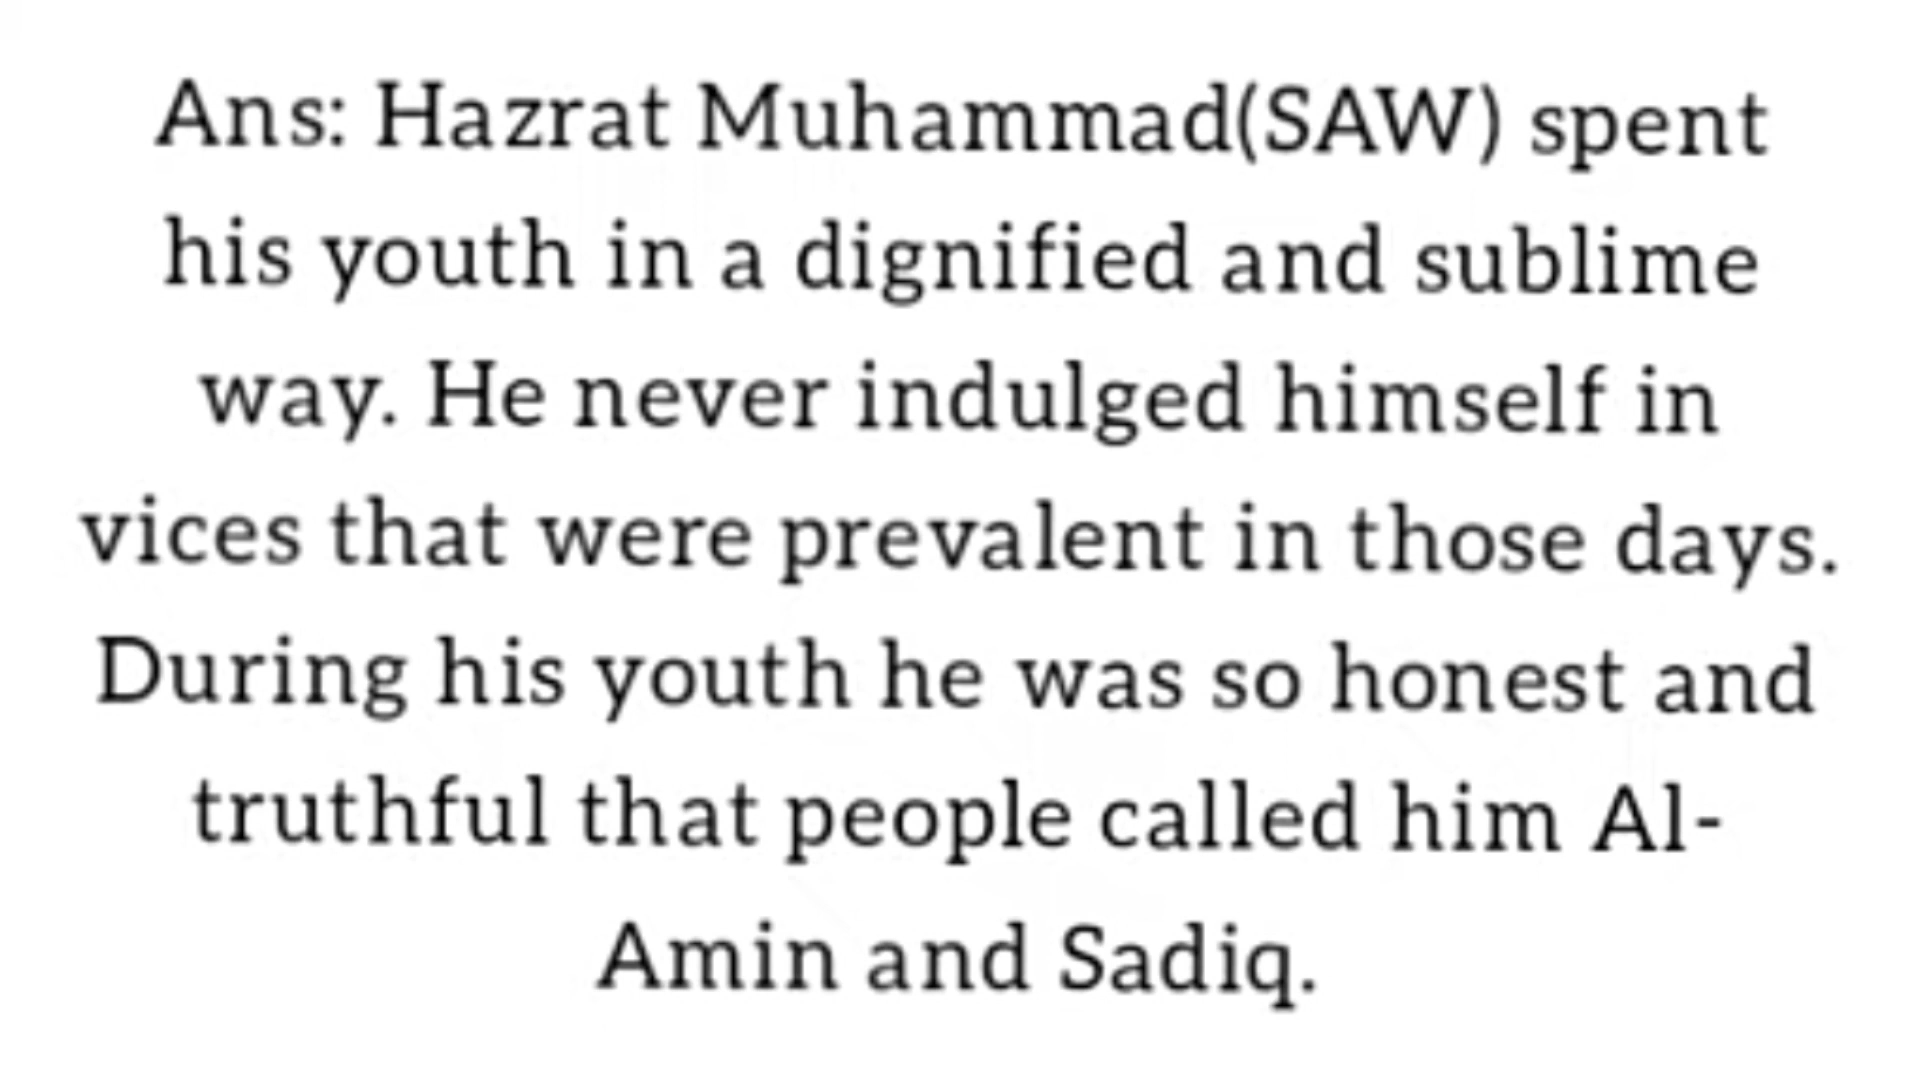 Ans: Hazrat Muhammad(SAW) spent
his youth in a dignified and sublime
way. He never indulged himself in
vices that were prevalent in those days.
During his youth he was so honest and
truthful that people called him Al-
Amin and Sadiq.